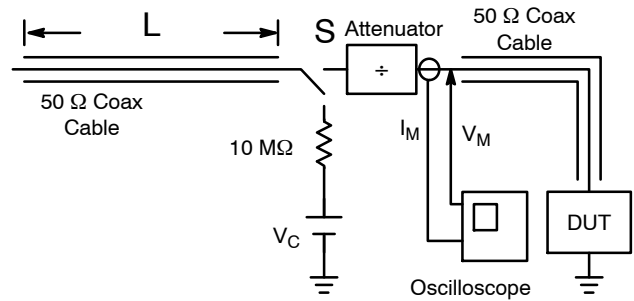 L
S
Attenuator
÷
50 Ω Coax
Cable
50 Ω Coax
Cable
10 MΩ
I_M
V_M
V_C
DUT
Oscilloscope